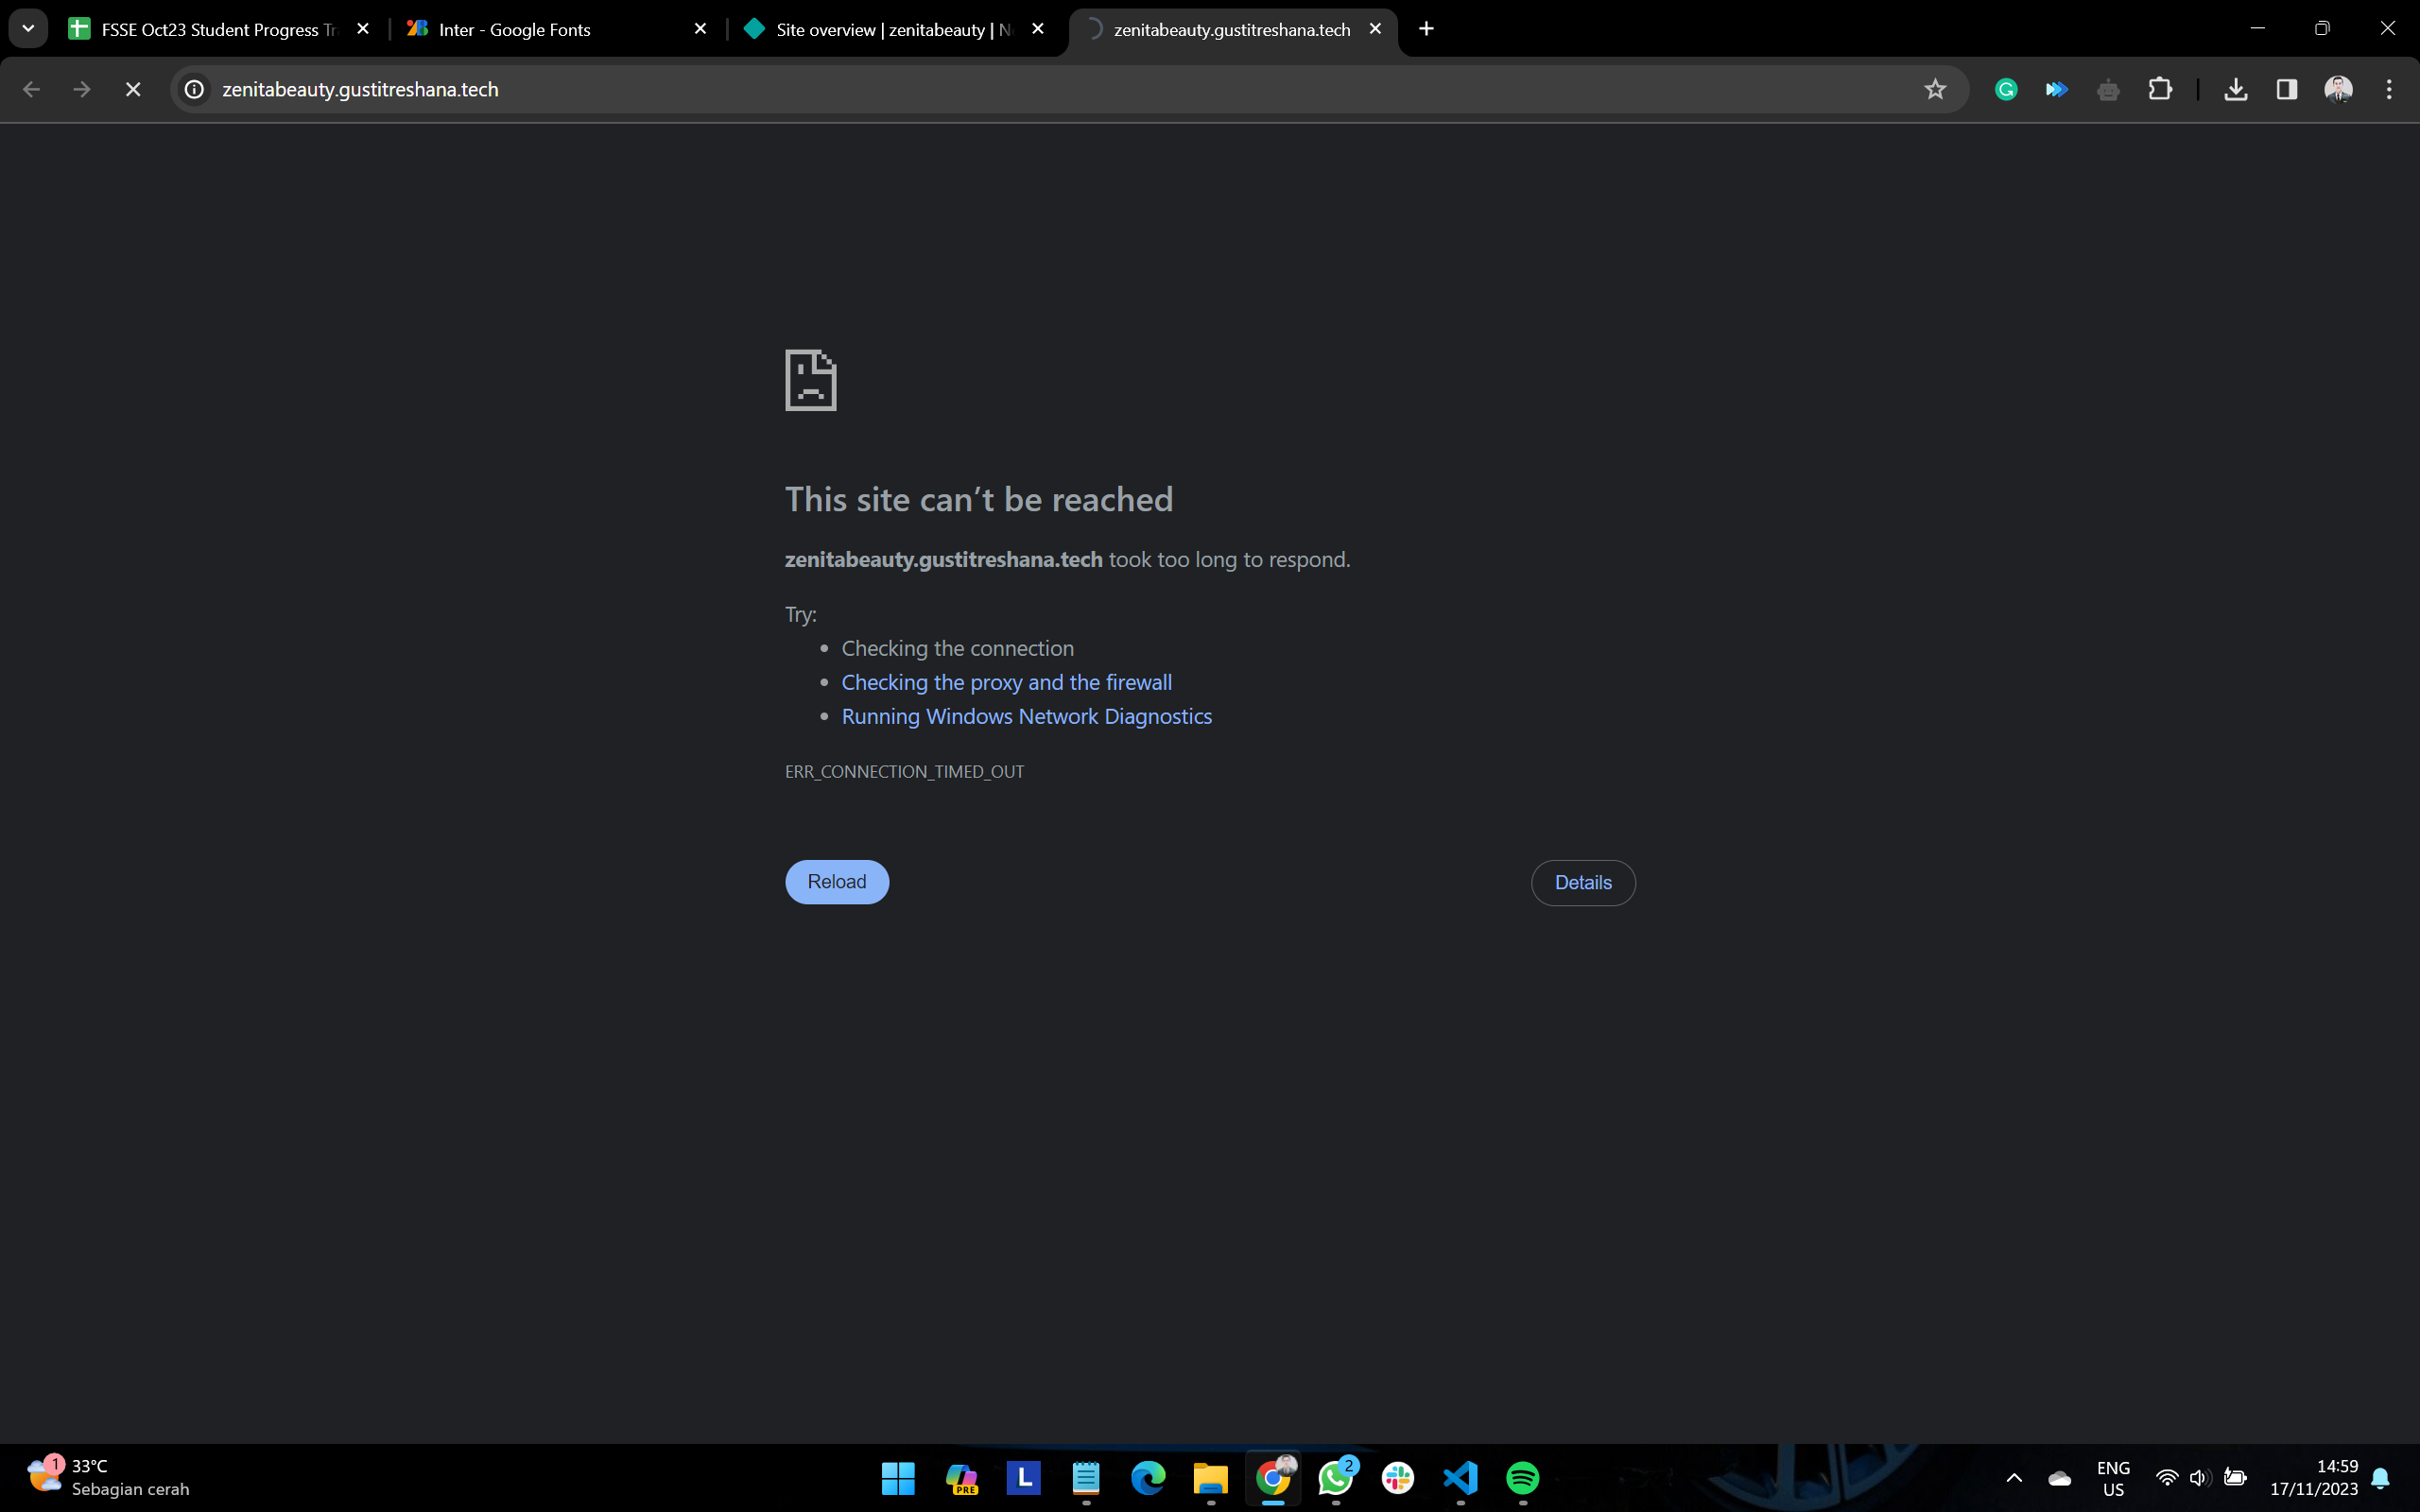 FSSE Oct23 Student Progress Tr
Inter - Google Fonts
Site overview | zenitabeauty | N
zenitabeauty.gustitreshana.tech
zenitabeauty.gustitreshana.tech
This site can’t be reached
zenitabeauty.gustitreshana.tech took too long to respond.
Try:
• Checking the connection
• Checking the proxy and the firewall
• Running Windows Network Diagnostics
ERR_CONNECTION_TIMED_OUT
Reload
Details
1
33°C
Sebagian cerah
PRE
L
2
ENG
US
14:59
17/11/2023